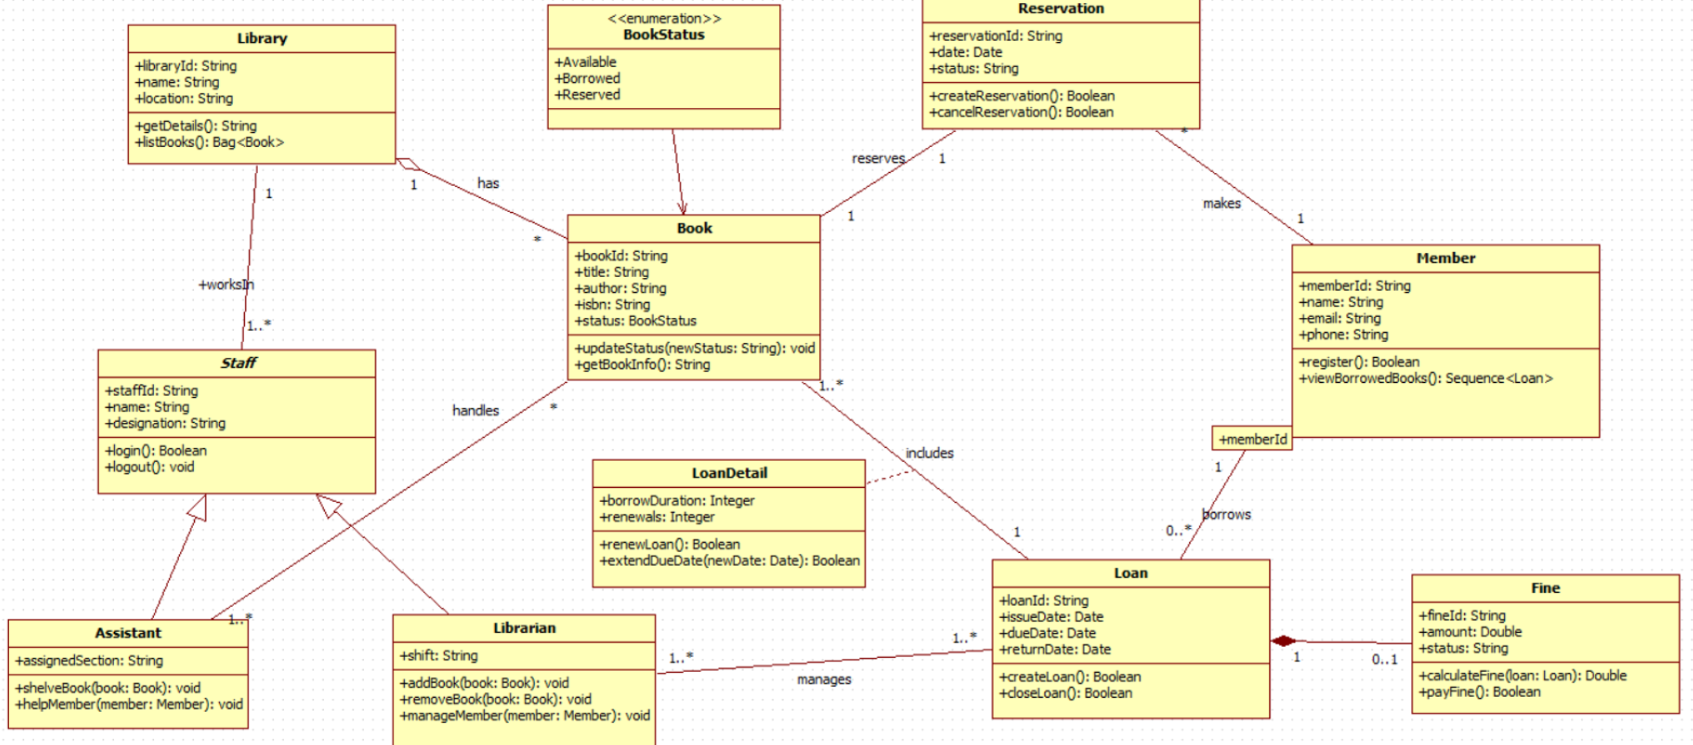 Library
+libraryId: String
+name: String
+location: String
+getDetails(): String
+listBooks(): Bag<Book>
<<enumeration>>
BookStatus
+Available
+Borrowed
+Reserved
Reservation
+reservationId: String
+date: Date
+status: String
+createReservation(): Boolean
+cancelReservation(): Boolean
1
has
*
reserves
1
1
*
makes
1
1
+worksIn
1..*
Book
+bookId: String
+title: String
+author: String
+isbn: String
+status: BookStatus
+updateStatus(newStatus: String): void
+getBookInfo(): String
Member
+memberId: String
+name: String
+email: String
+phone: String
+register(): Boolean
+viewBorrowedBooks(): Sequence<Loan>
+memberId
Staff
+staffId: String
+name: String
+designation: String
+login(): Boolean
+logout(): void
handles
*
1..*
1..*
includes
1
1
borrows
0..*
LoanDetail
+borrowDuration: Integer
+renewals: Integer
+renewLoan(): Boolean
+extendDueDate(newDate: Date): Boolean
Assistant
+assignedSection: String
+shelveBook(book: Book): void
+helpMember(member: Member): void
Librarian
+shift: String
+addBook(book: Book): void
+removeBook(book: Book): void
+manageMember(member: Member): void
1..*
manages
1..*
Loan
+loanId: String
+issueDate: Date
+dueDate: Date
+returnDate: Date
+createLoan(): Boolean
+closeLoan(): Boolean
1
0..1
Fine
+fineId: String
+amount: Double
+status: String
+calculateFine(loan: Loan): Double
+payFine(): Boolean